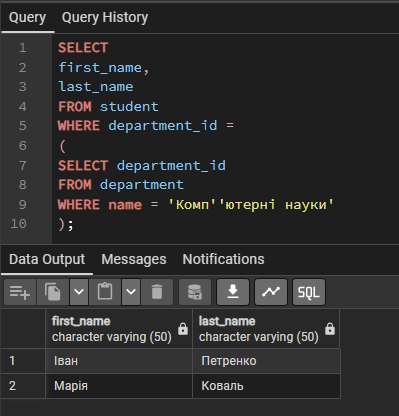 Query Query History
1 SELECT
2 first_name,
3 last_name
4 FROM student
5 WHERE department_id =
6 (
7 SELECT department_id
8 FROM department
9 WHERE name = 'Комп''ютерні науки'
10 );
Data Output Messages Notifications
SQL
first_name last_name
character varying (50) character varying (50)
1 Іван Петренко
2 Марія Коваль